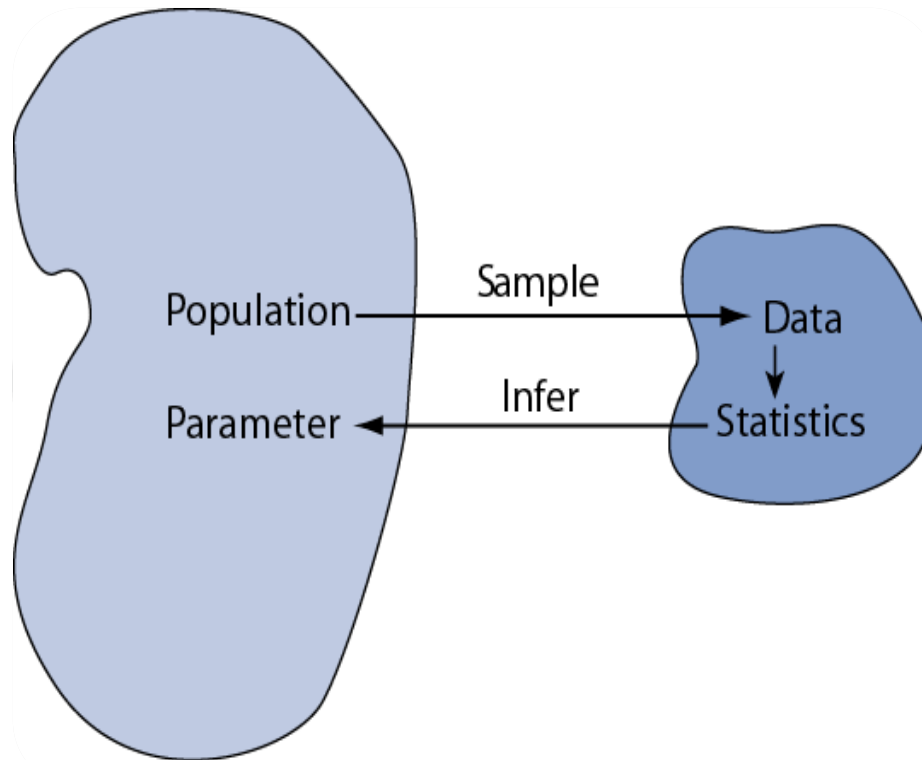 Sample
Population
Data
Infer
Parameter
Statistics